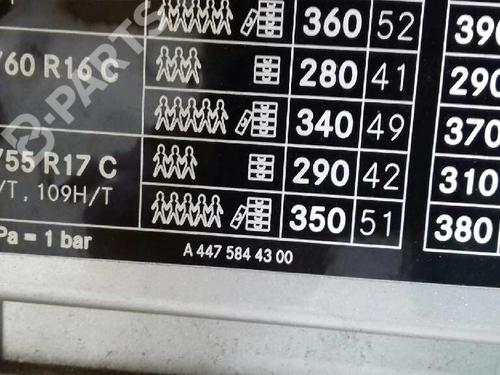 360 52 390
/60 R16 C 280 41 290
340 49 370
/55 R17 C 290 42 310
/T , 109H/T
350 51 380
Pa = 1 bar
A 447 584 43 00
B-PARTS